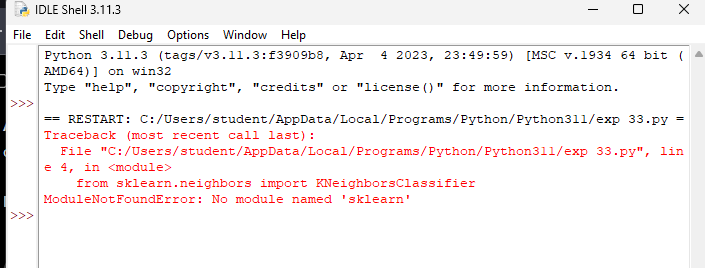 IDLE Shell 3.11.3
File Edit Shell Debug Options Window Help
Python 3.11.3 (tags/v3.11.3:f3909b8, Apr  4 2023, 23:49:59) [MSC v.1934 64 bit (
AMD64)] on win32
Type "help", "copyright", "credits" or "license()" for more information.
>>>
== RESTART: C:/Users/student/AppData/Local/Programs/Python/Python311/exp 33.py =
Traceback (most recent call last):
  File "C:/Users/student/AppData/Local/Programs/Python/Python311/exp 33.py", lin
e 4, in <module>
    from sklearn.neighbors import KNeighborsClassifier
ModuleNotFoundError: No module named 'sklearn'
>>>